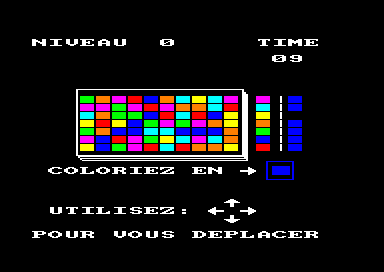 NIVEAU 0 TIME
09
COLORIEZ EN →
UTILISEZ: ← ↑ ↓ →
POUR VOUS DEPLACER